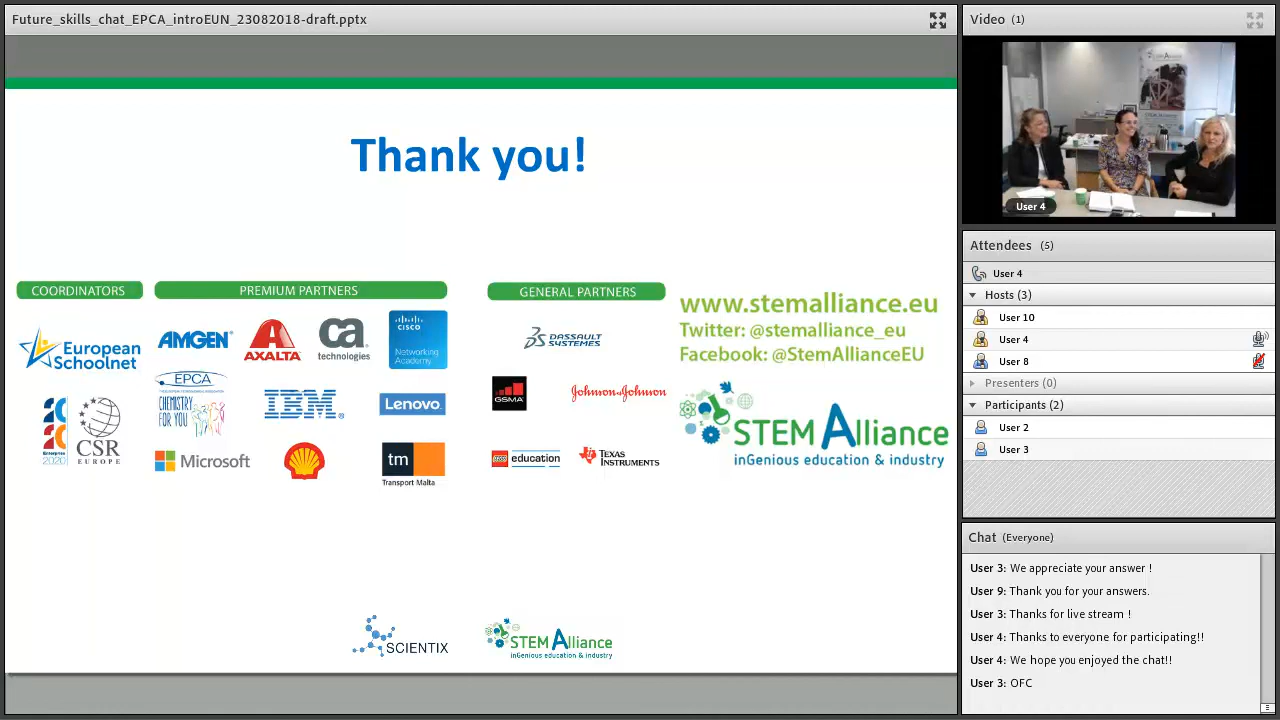 Future_skills_chat_EPCA_introEUN_23082018-draft.pptx
Thank you!
COORDINATORS
PREMIUM PARTNERS
GENERAL PARTNERS
European
Schoolnet
Enterprise
2020
CSR
EUROPE
AMGEN
AXALTA
ca
technologies
CISCO
Networking
Academy
EPCA
CHEMISTRY
FOR YOU
IBM
Lenovo
Microsoft
tm
Transport Malta
DASSAULT
SYSTEMES
GSMA
Johnson & Johnson
LEGO education
TEXAS
INSTRUMENTS
www.stemalliance.eu
Twitter: @stemalliance_eu
Facebook: @StemAllianceEU
STEM Alliance
inGenious education & industry
SCIENTIX
STEM Alliance
inGenious education & industry
Video (1)
User 4
Attendees (5)
User 4
Hosts (3)
User 10
User 4
User 8
Presenters (0)
Participants (2)
User 2
User 3
Chat (Everyone)
User 3: We appreciate your answer !
User 9: Thank you for your answers.
User 3: Thanks for live stream !
User 4: Thanks to everyone for participating!!
User 4: We hope you enjoyed the chat!!
User 3: OFC